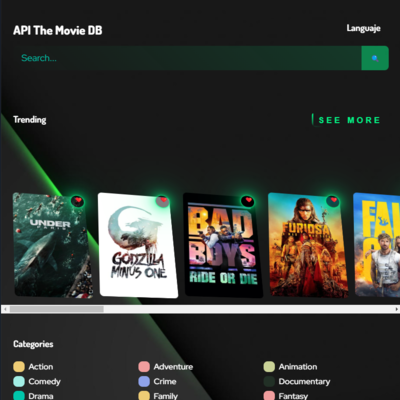 API The Movie DB
Languaje
Search...
Trending
SEE MORE
UNDER
GODZILLA
MINUS ONE
BAD
BOYS
RIDE OR DIE
FURIOSA
Categories
Action
Adventure
Animation
Comedy
Crime
Documentary
Drama
Family
Fantasy